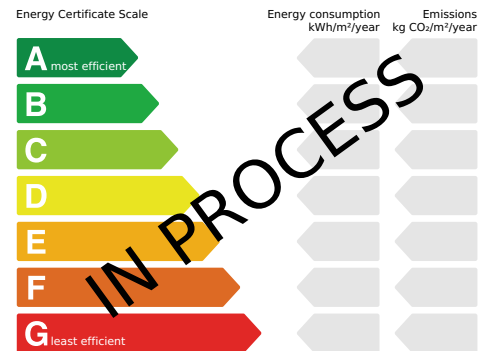 Energy Certificate Scale
Energy consumption
kWh/m²/year
Emissions
kg CO₂/m²/year
A most efficient
B
C
D
E
F
G least efficient
IN PROCESS